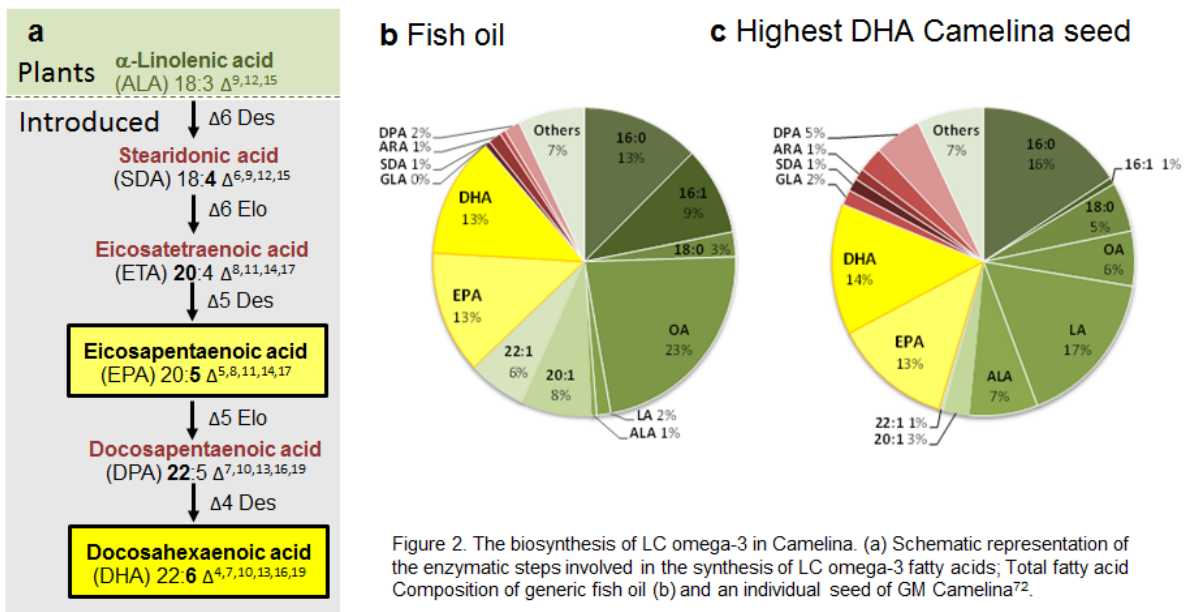 a
Plants
α-Linolenic acid
(ALA) 18:3 Δ9,12,15
Introduced
Δ6 Des
Stearidonic acid
(SDA) 18:4 Δ6,9,12,15
Δ6 Elo
Eicosatetraenoic acid
(ETA) 20:4 Δ8,11,14,17
Δ5 Des
Eicosapentaenoic acid
(EPA) 20:5 Δ5,8,11,14,17
Δ5 Elo
Docosapentaenoic acid
(DPA) 22:5 Δ7,10,13,16,19
Δ4 Des
Docosahexaenoic acid
(DHA) 22:6 Δ4,7,10,13,16,19
b Fish oil
Others
7%
16:0
13%
16:1
9%
18:0 3%
OA
23%
LA 2%
ALA 1%
20:1
8%
22:1
6%
EPA
13%
DHA
13%
GLA 0%
SDA 1%
ARA 1%
DPA 2%
c Highest DHA Camelina seed
Others
7%
16:0
16%
16:1 1%
18:0
5%
OA
6%
LA
17%
ALA
7%
20:1 3%
22:1 1%
EPA
13%
DHA
14%
GLA 2%
SDA 1%
ARA 1%
DPA 5%
Figure 2. The biosynthesis of LC omega-3 in Camelina. (a) Schematic representation of
the enzymatic steps involved in the synthesis of LC omega-3 fatty acids; Total fatty acid
Composition of generic fish oil (b) and an individual seed of GM Camelina72.